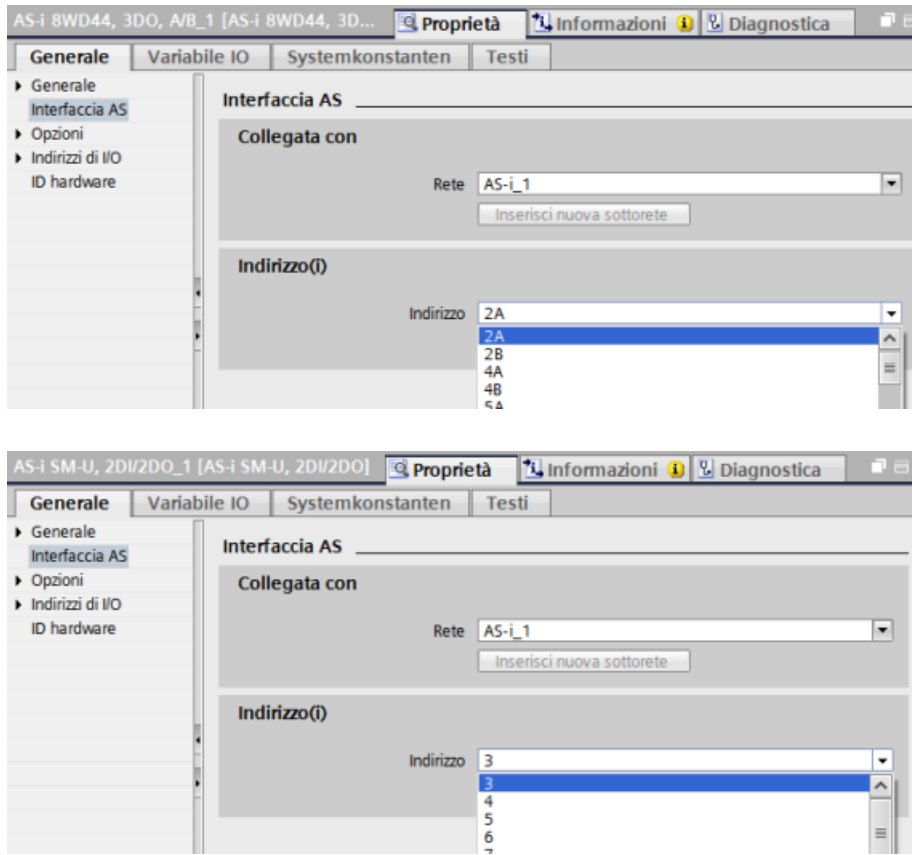 AS-i 8WD44, 3DO, A/B_1 [AS-i 8WD44, 3D... Proprietà Informazioni Diagnostica
Generale Variabile IO Systemkonstanten Testi
Generale
Interfaccia AS
Opzioni
Indirizzi di I/O
ID hardware
Interfaccia AS
Collegata con
Rete AS-i_1
Inserisci nuova sottorete
Indirizzo(i)
Indirizzo 2A
2A
2B
4A
4B
5A
AS-i SM-U, 2DI/2DO_1 [AS-i SM-U, 2DI/2DO] Proprietà Informazioni Diagnostica
Generale Variabile IO Systemkonstanten Testi
Generale
Interfaccia AS
Opzioni
Indirizzi di I/O
ID hardware
Interfaccia AS
Collegata con
Rete AS-i_1
Inserisci nuova sottorete
Indirizzo(i)
Indirizzo 3
3
4
5
6
7